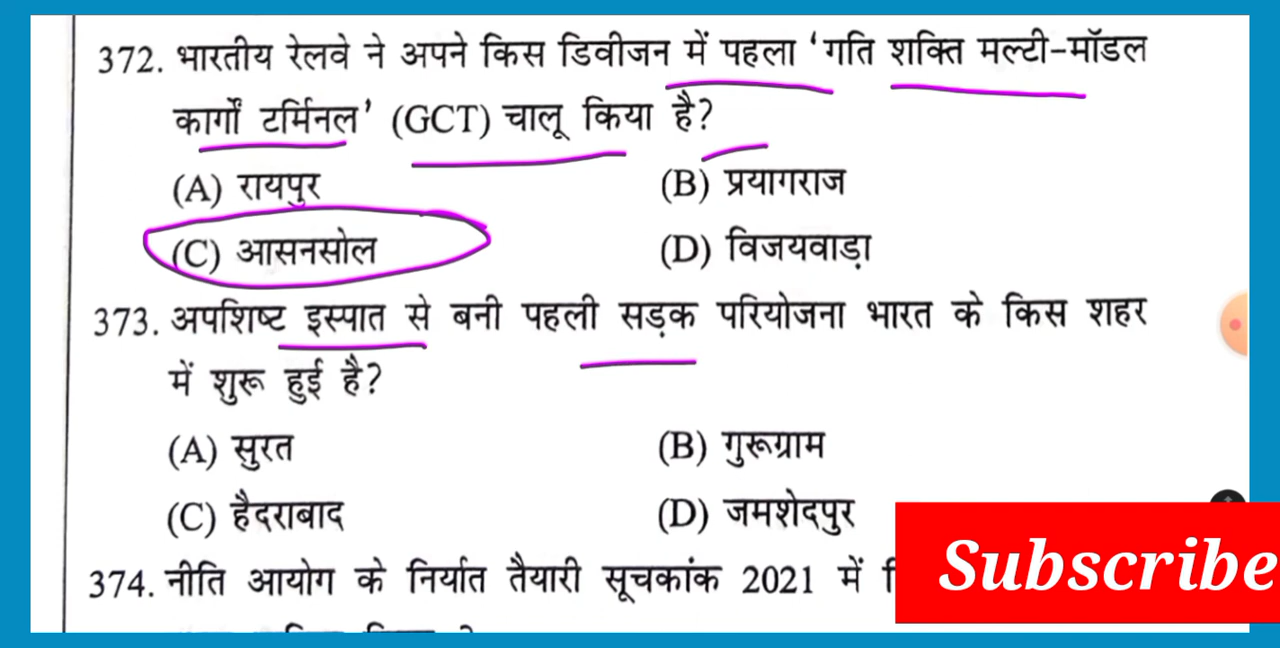 372. भारतीय रेलवे ने अपने किस डिवीजन में पहला ‘गति शक्ति मल्टी-मॉडल
कार्गों टर्मिनल’ (GCT) चालू किया है?
(A) रायपुर (B) प्रयागराज
(C) आसनसोल (D) विजयवाड़ा
373. अपशिष्ट इस्पात से बनी पहली सड़क परियोजना भारत के किस शहर
में शुरू हुई है?
(A) सुरत (B) गुरूग्राम
(C) हैदराबाद (D) जमशेदपुर
374. नीति आयोग के निर्यात तैयारी सूचकांक 2021 में
Subscribe